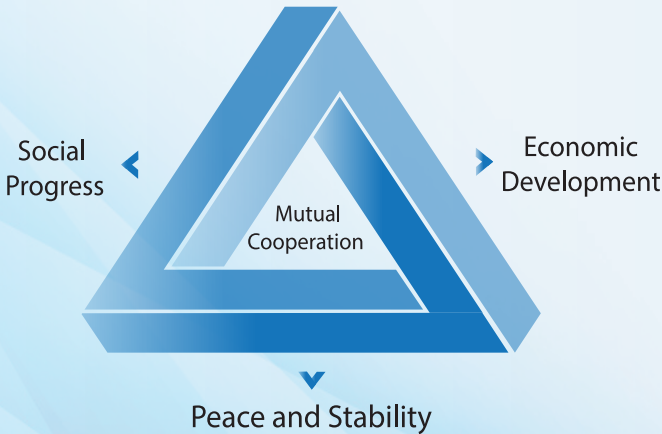 Social
Progress
Economic
Development
Mutual
Cooperation
Peace and Stability